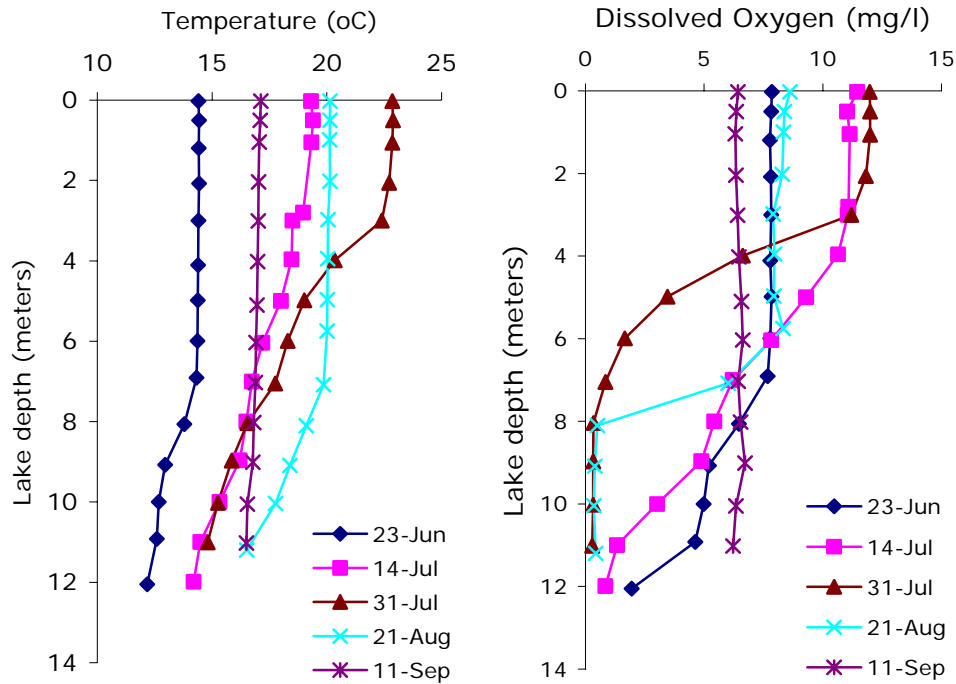 Temperature (oC)
10 15 20 25
0
2
4
6
8
10
12
14
Lake depth (meters)
23-Jun
14-Jul
31-Jul
21-Aug
11-Sep
Dissolved Oxygen (mg/l)
0 5 10 15
0
2
4
6
8
10
12
14
Lake depth (meters)
23-Jun
14-Jul
31-Jul
21-Aug
11-Sep